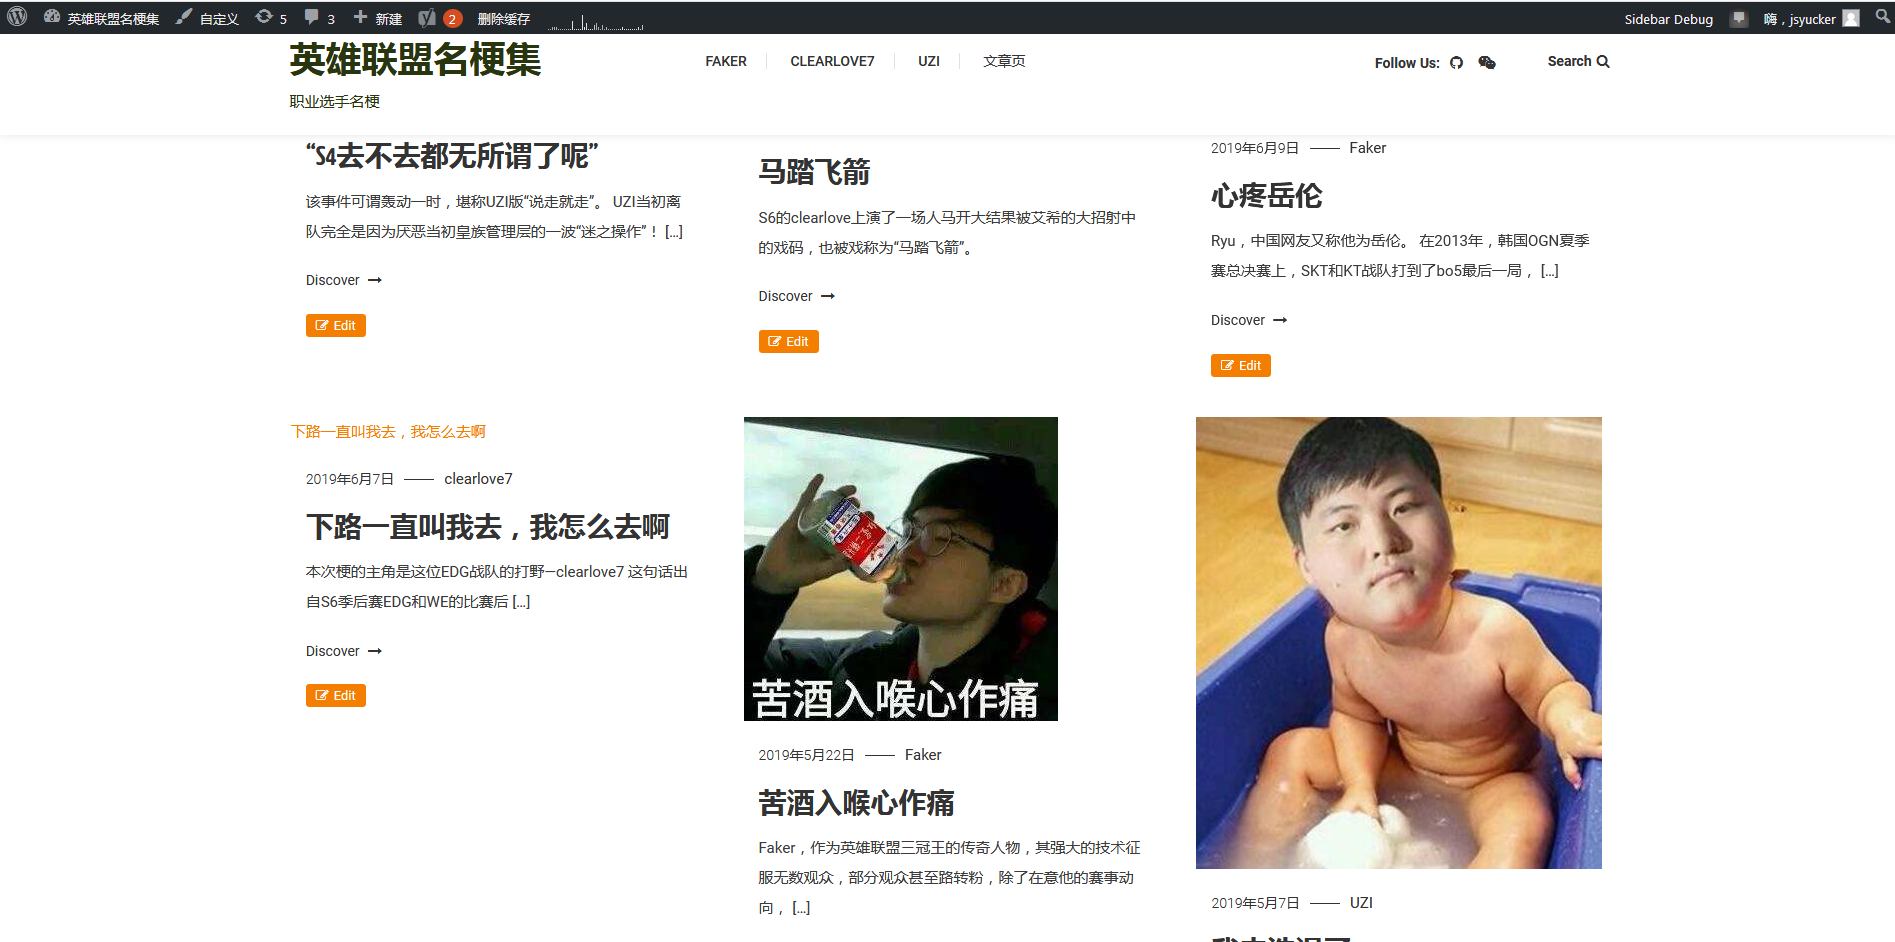 英雄联盟名梗集 自定义 5 3 新建 2 删除缓存 Sidebar Debug 嗨，jsyucker
英雄联盟名梗集
职业选手名梗
FAKER CLEARLOVE7 UZI 文章页
Follow Us: Search
“S4去不去都无所谓了呢”
该事件可谓轰动一时，堪称UZI版“说走就走”。 UZI当初离
队完全是因为厌恶当初皇族管理层的一波“迷之操作”！ [...]
Discover
Edit
马踏飞箭
S6的clearlove上演了一场人马开大结果被艾希的大招射中
的戏码，也被戏称为“马踏飞箭”。
Discover
Edit
2019年6月9日 Faker
心疼岳伦
Ryu，中国网友又称他为岳伦。 在2013年，韩国OGN夏季
赛总决赛上，SKT和KT战队打到了bo5最后一局， [...]
Discover
Edit
下路一直叫我去，我怎么去啊
2019年6月7日 clearlove7
下路一直叫我去，我怎么去啊
本次梗的主角是这位EDG战队的打野—clearlove7 这句话出
自S6季后赛EDG和WE的比赛后 [...]
Discover
Edit
苦酒入喉心作痛
2019年5月22日 Faker
苦酒入喉心作痛
Faker，作为英雄联盟三冠王的传奇人物，其强大的技术征
服无数观众，部分观众甚至路转粉，除了在意他的赛事动
向， [...]
2019年5月7日 UZI